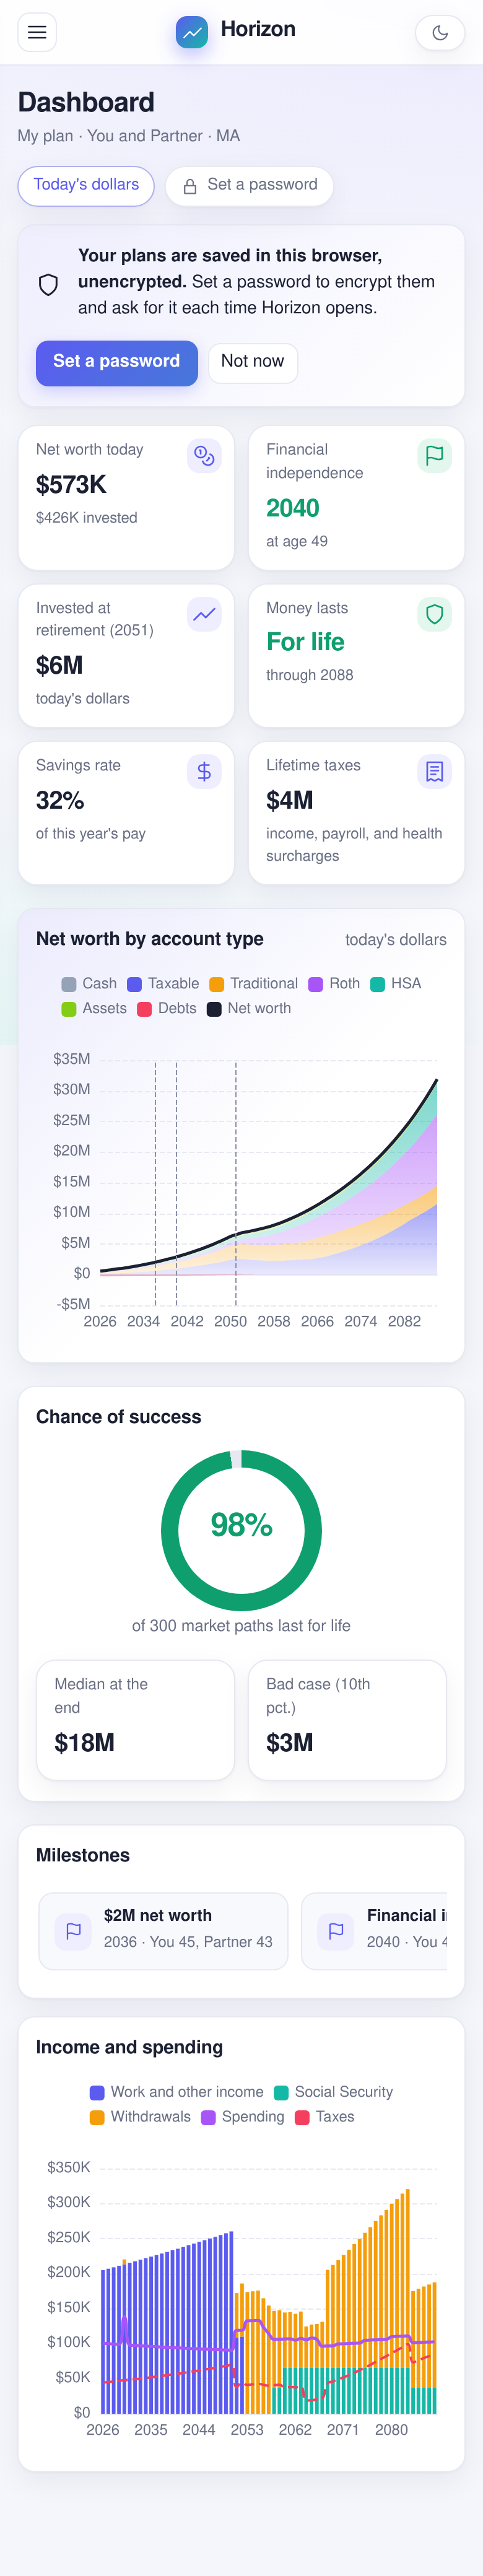 Horizon
Dashboard
My plan · You and Partner · MA
Today's dollars
Set a password
Your plans are saved in this browser,
unencrypted. Set a password to encrypt them
and ask for it each time Horizon opens.
Set a password
Not now
Net worth today
$573K
$426K invested
Financial
independence
2040
at age 49
Invested at
retirement (2051)
$6M
today's dollars
Money lasts
For life
through 2088
Savings rate
32%
of this year's pay
Lifetime taxes
$4M
income, payroll, and health
surcharges
Net worth by account type
today's dollars
Cash Taxable Traditional Roth HSA
Assets Debts Net worth
$35M
$30M
$25M
$20M
$15M
$10M
$5M
$0
-$5M
2026 2034 2042 2050 2058 2066 2074 2082
Chance of success
98%
of 300 market paths last for life
Median at the
end
$18M
Bad case (10th
pct.)
$3M
Milestones
$2M net worth
2036 · You 45, Partner 43
Financial
2040 · You
Income and spending
Work and other income Social Security
Withdrawals Spending Taxes
$350K
$300K
$250K
$200K
$150K
$100K
$50K
$0
2026 2035 2044 2053 2062 2071 2080